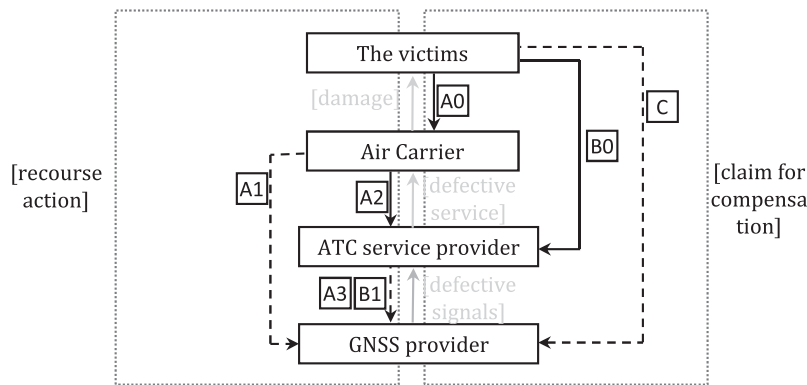 The victims
[damage]
A0
C
B0
Air Carrier
[recourse
action]
A1
A2
[defective
service]
[claim for
compensa
tion]
ATC service provider
A3
B1
[defective
signals]
GNSS provider